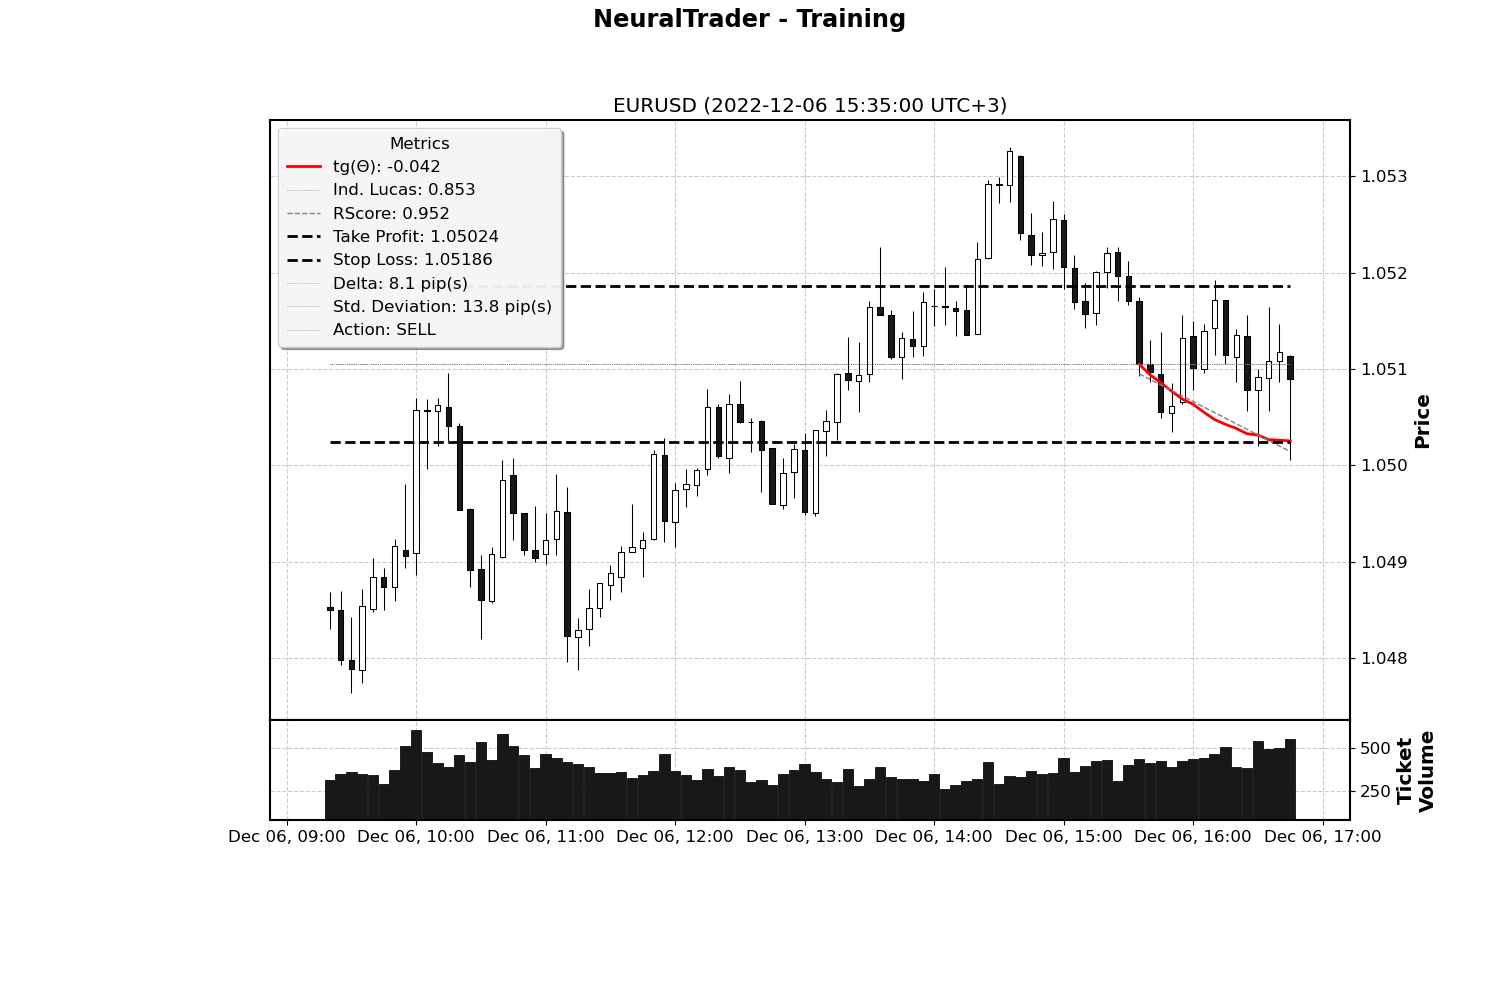 NeuralTrader - Training
EURUSD (2022-12-06 15:35:00 UTC+3)
Metrics
tg(Θ): -0.042
Ind. Lucas: 0.853
RScore: 0.952
Take Profit: 1.05024
Stop Loss: 1.05186
Delta: 8.1 pip(s)
Std. Deviation: 13.8 pip(s)
Action: SELL
1.053
1.052
1.051
1.050
1.049
1.048
Price
500
250
Ticket
Volume
Dec 06, 09:00 Dec 06, 10:00 Dec 06, 11:00 Dec 06, 12:00 Dec 06, 13:00 Dec 06, 14:00 Dec 06, 15:00 Dec 06, 16:00 Dec 06, 17:00